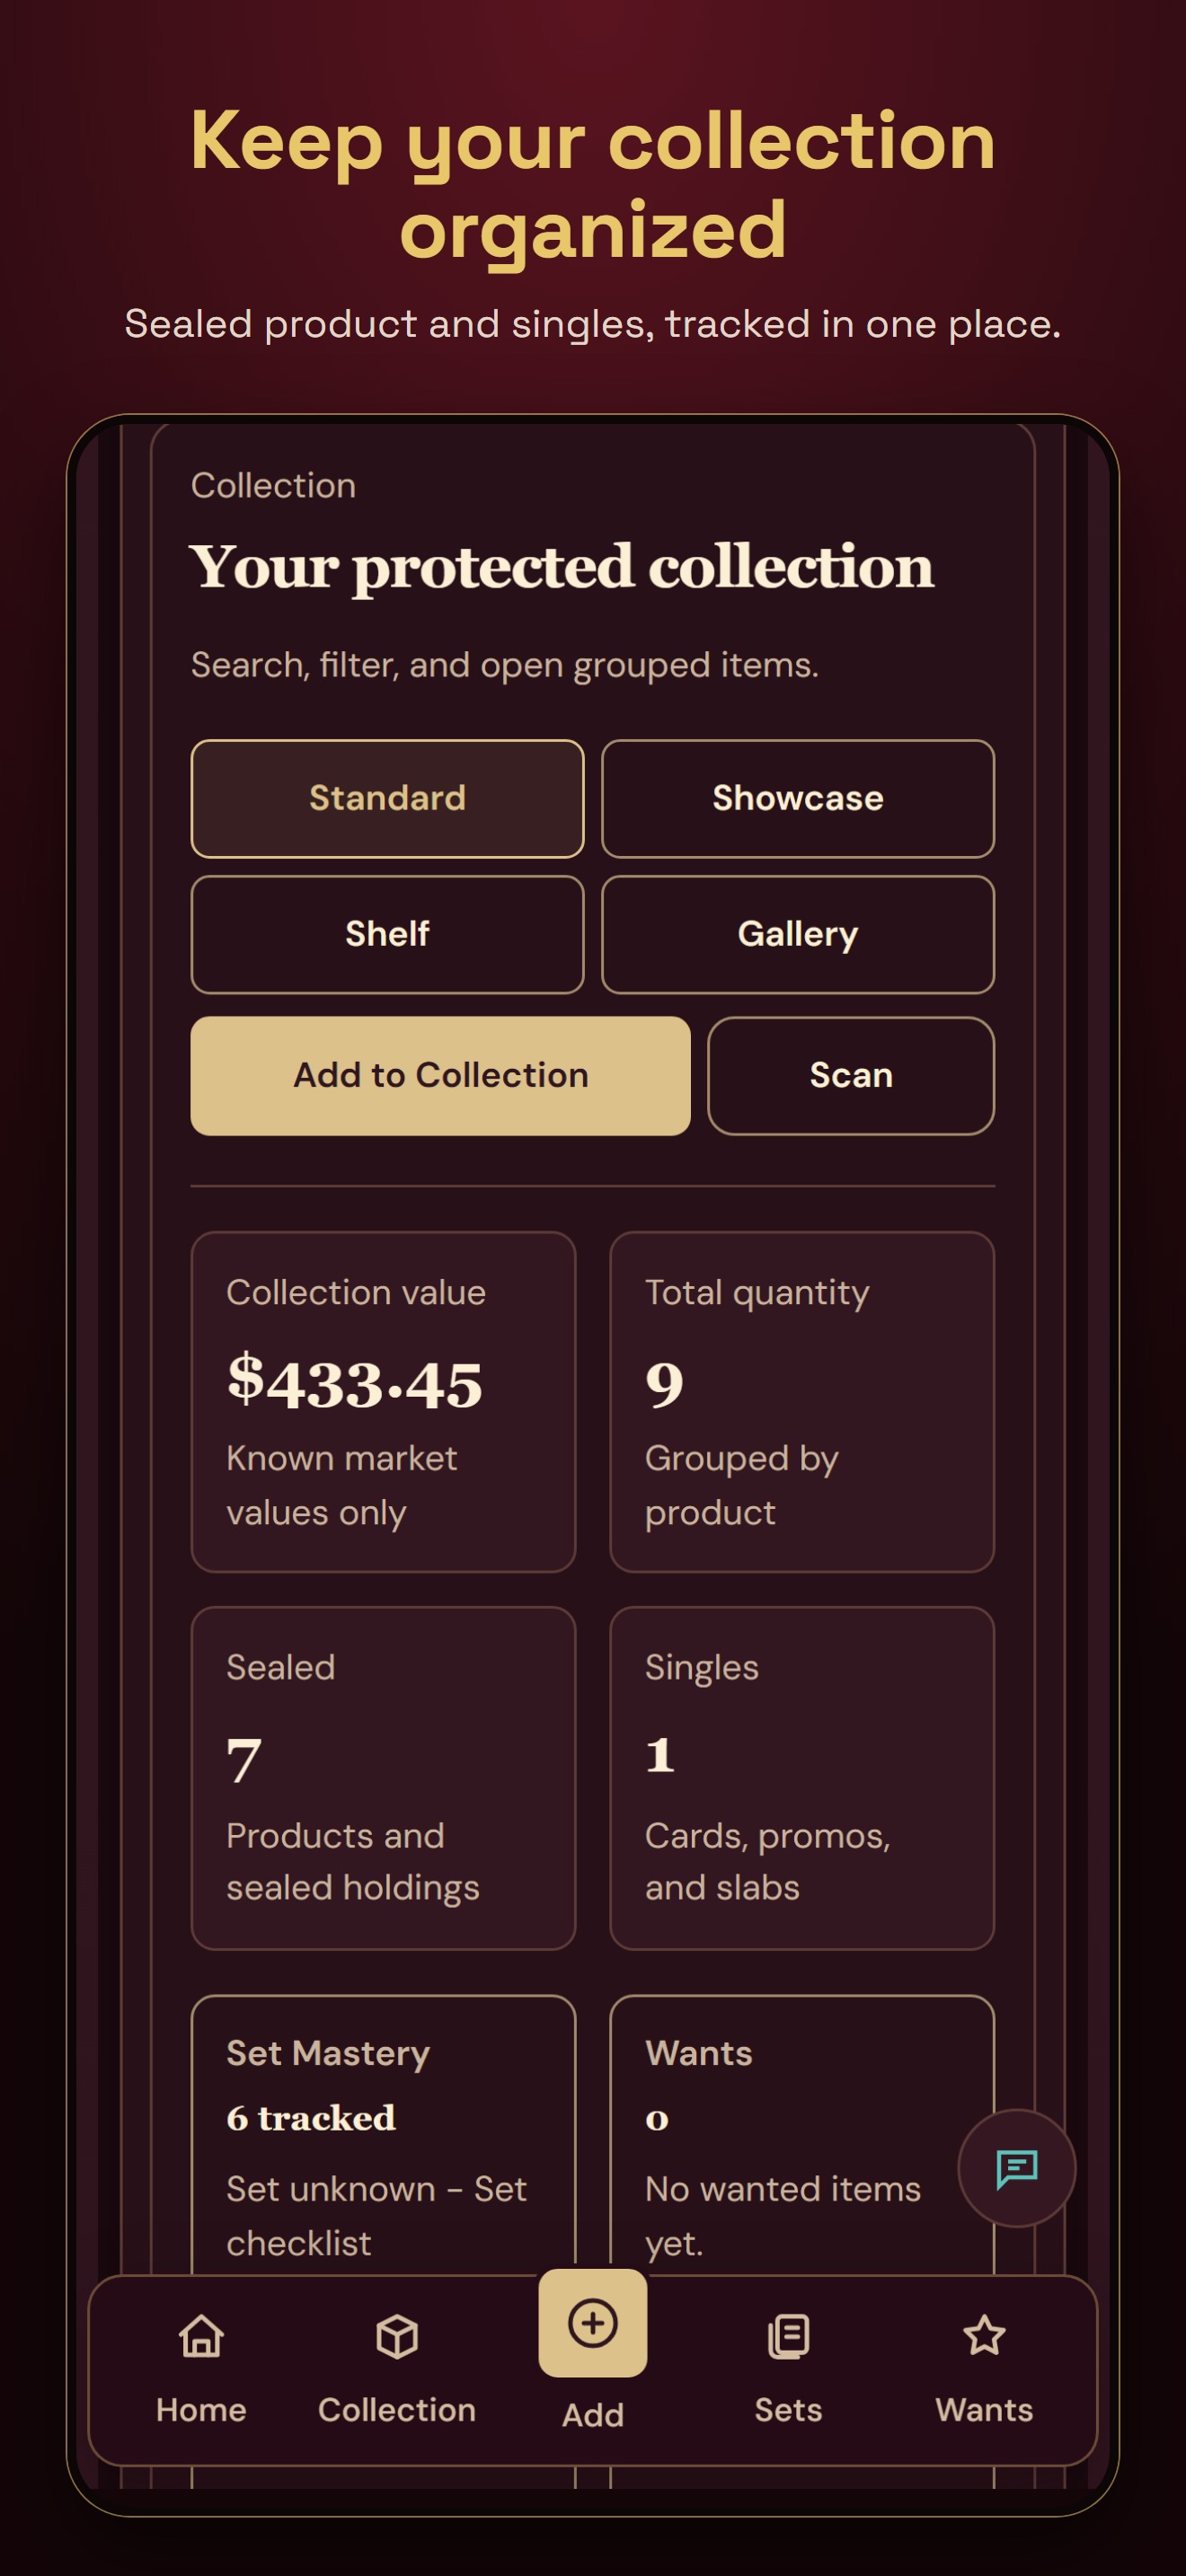 Keep your collection
organized
Sealed product and singles, tracked in one place.
Collection
Your protected collection
Search, filter, and open grouped items.
Standard
Showcase
Shelf
Gallery
Add to Collection
Scan
Collection value
$433.45
Known market
values only
Total quantity
9
Grouped by
product
Sealed
7
Products and
sealed holdings
Singles
1
Cards, promos,
and slabs
Set Mastery
6 tracked
Set unknown - Set
checklist
Wants
0
No wanted items
yet.
Home
Collection
Add
Sets
Wants